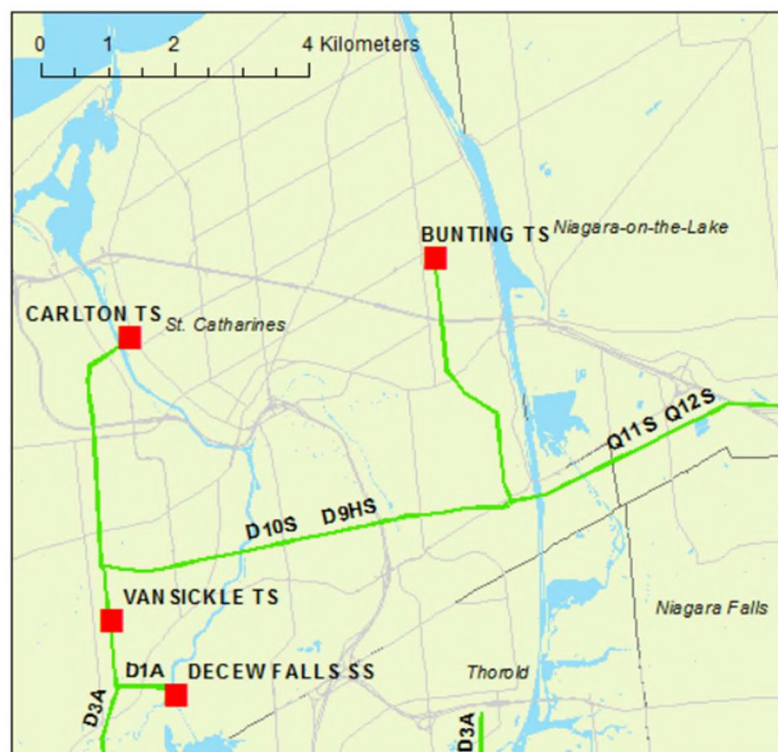 0 1 2 4 Kilometers
BUNTING TS
Niagara-on-the-Lake
CARLTON TS
St. Catharines
Q11S Q12S
D10S D9HS
VANSICKLE TS
Niagara Falls
D1A
DECEW FALLS SS
Thorold
D3A
D3A